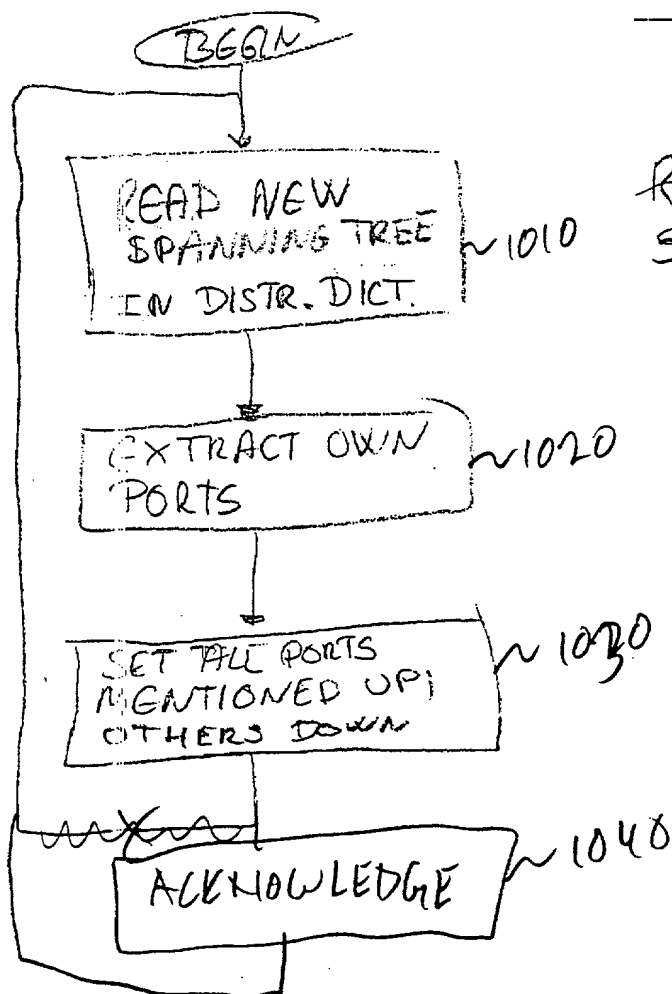 BEGIN
READ NEW
SPANNING TREE
IN DISTR. DICT.
~1010
EXTRACT OWN
PORTS
~1020
SET ALL PORTS
MENTIONED UP;
OTHERS DOWN
~1030
ACKNOWLEDGE
~1040